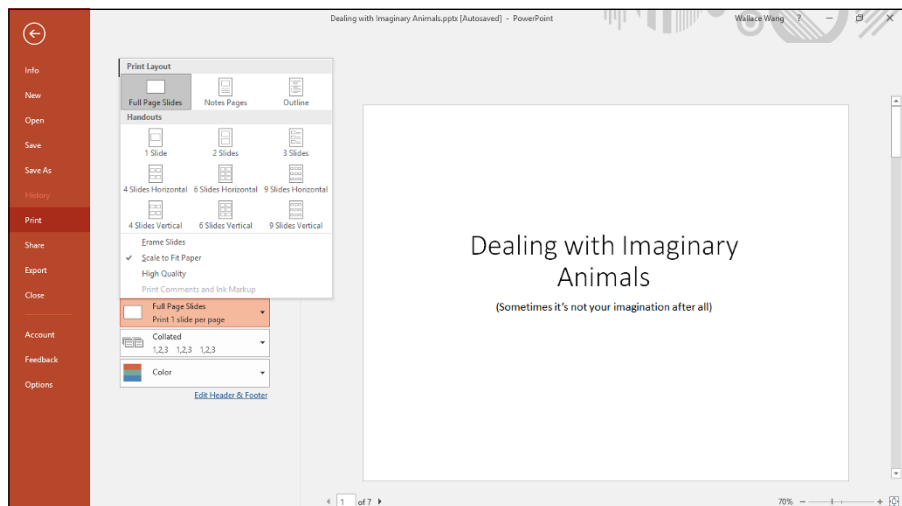 Dealing with Imaginary Animals.pptx [Autosaved] - PowerPoint
Wallace Wang ? – ×
Info
New
Open
Save
Save As
History
Print
Share
Export
Close
Account
Feedback
Options
Print Layout
Full Page Slides Notes Pages Outline
Handouts
1 Slide 2 Slides 3 Slides
4 Slides Horizontal 6 Slides Horizontal 9 Slides Horizontal
4 Slides Vertical 6 Slides Vertical 9 Slides Vertical
Frame Slides
✓ Scale to Fit Paper
High Quality
Print Comments and Ink Markup
Full Page Slides
Print 1 slide per page
Collated
1,2,3 1,2,3 1,2,3
Color
Edit Header & Footer
Dealing with Imaginary
Animals
(Sometimes it's not your imagination after all)
1 of 7
70% – +